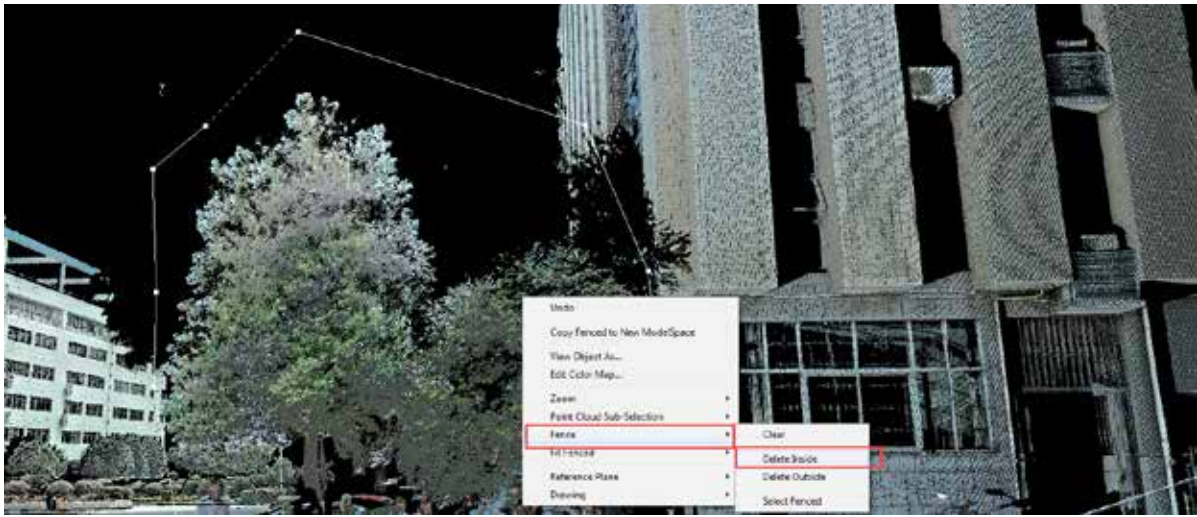 Undo
Copy Fenced to New ModelSpace
View Object As...
Edit Color Map...
Zoom
Point Cloud Sub-Selection
Fence
Fit Fenced
Reference Plane
Drawing
Clear
Delete Inside
Delete Outside
Select Fenced